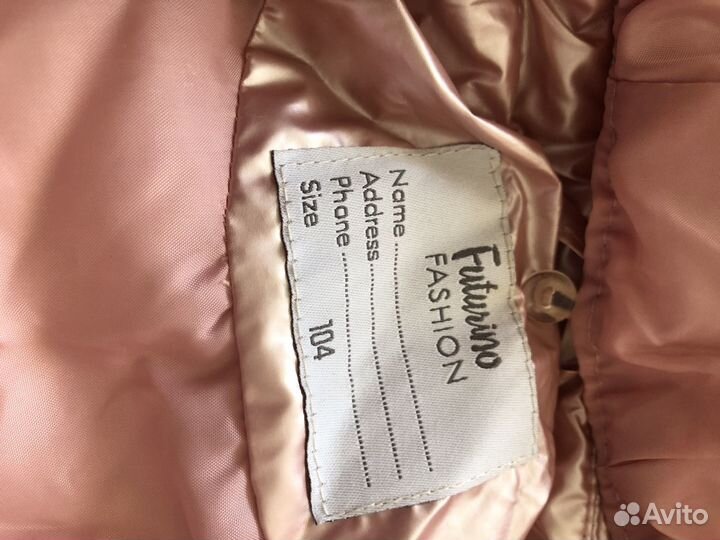 Futurino
FASHION
Name
Address
Phone
Size 104
Avito